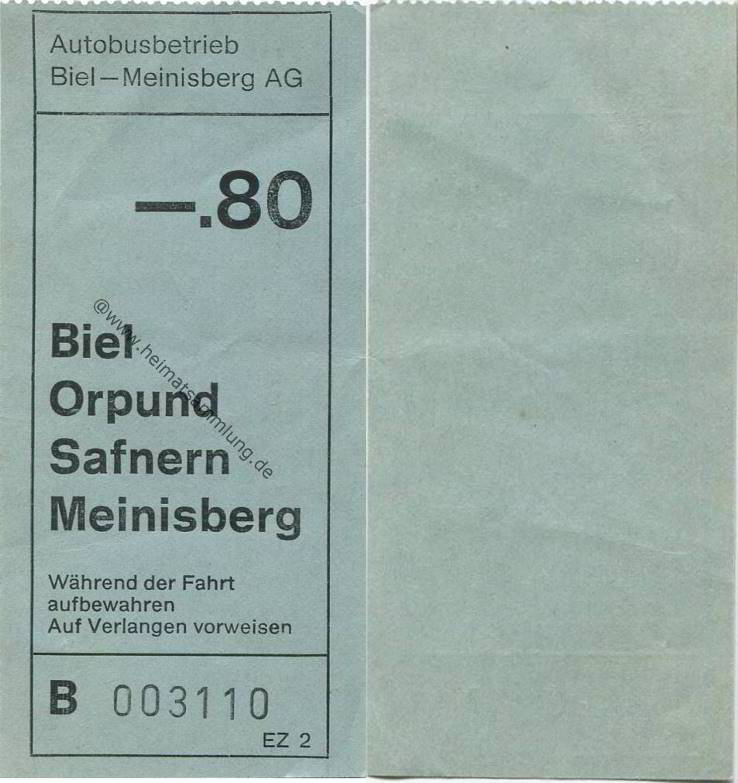 Autobusbetrieb
Biel–Meinisberg AG
–.80
Biel
Orpund
Safnern
Meinisberg
@www.heimatsammlung.de
Während der Fahrt
aufbewahren
Auf Verlangen vorweisen
B 003110
EZ 2